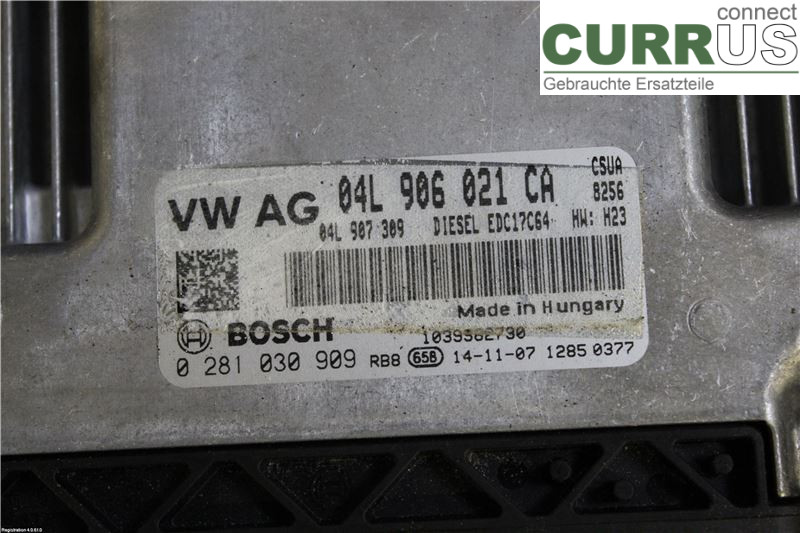 connect
CURRUS
Gebrauchte Ersatzteile
CSUA
VW AG 04L 906 021 CA 8256
04L 907 309 DIESEL EDC17C64 HW: H23
Made in Hungary
BOSCH 1039S62730
0 281 030 909 RB8 65B 14-11-07 1285 0377
Registration 4.0.61.0